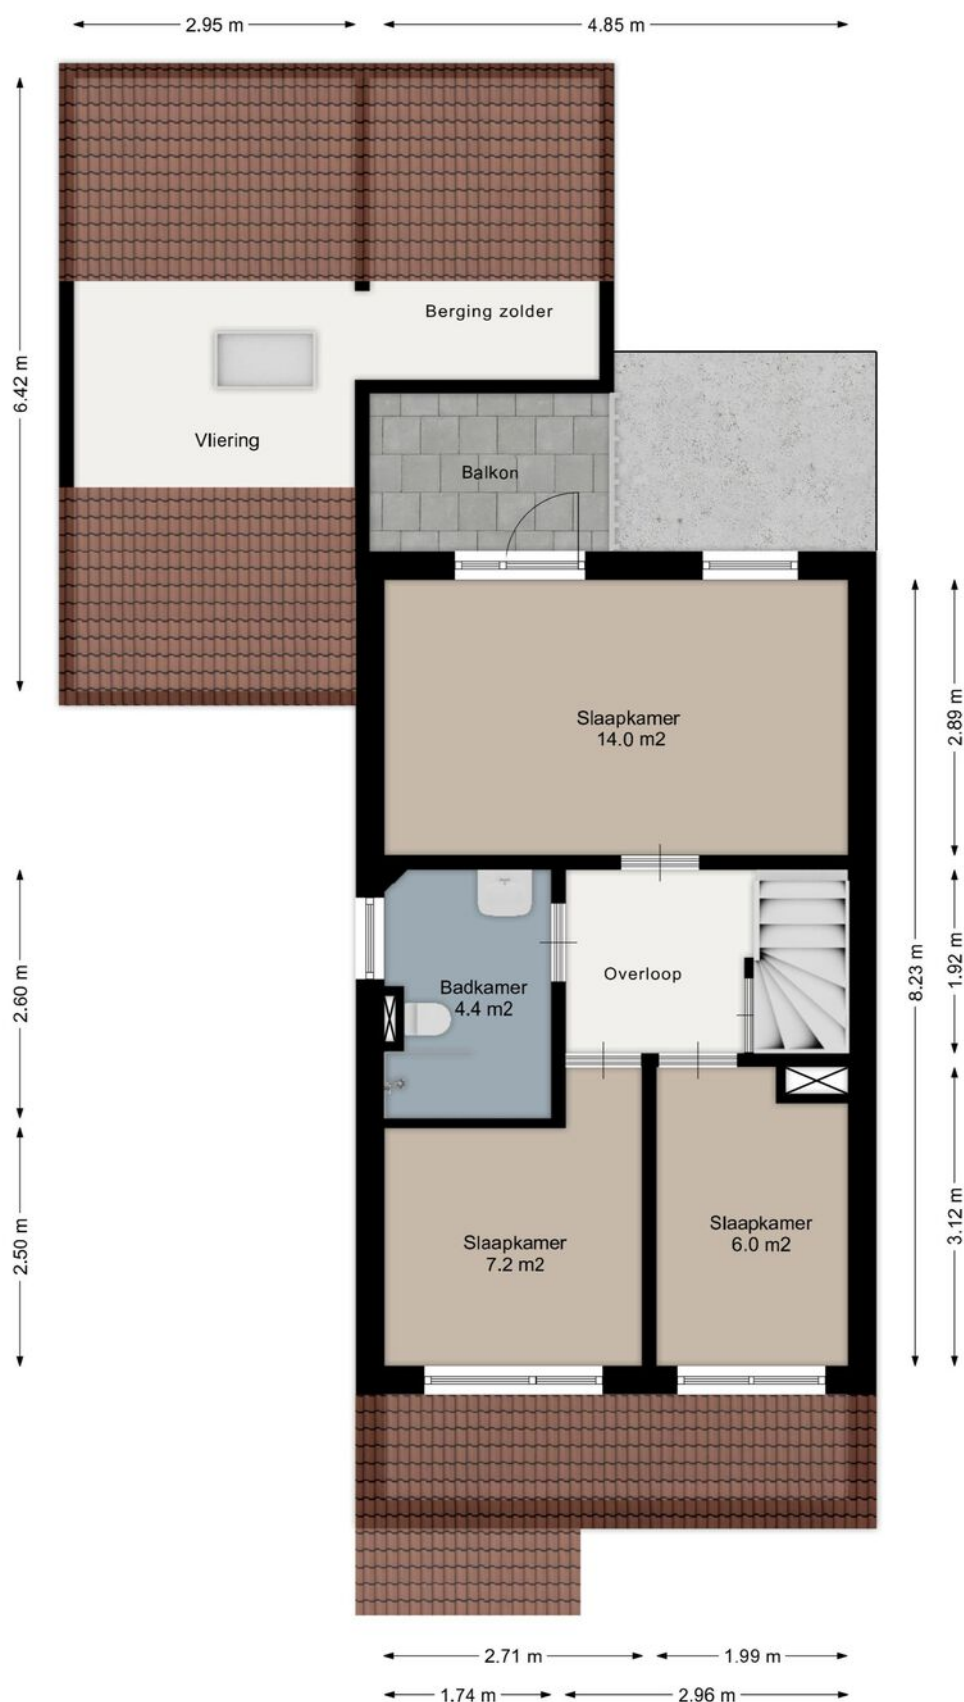 2.95 m
4.85 m
6.42 m
Berging zolder
Vliering
Balkon
Slaapkamer
14.0 m2
2.89 m
8.23 m
1.92 m
Overloop
Badkamer
4.4 m2
2.60 m
2.50 m
3.12 m
Slaapkamer
7.2 m2
Slaapkamer
6.0 m2
2.71 m
1.99 m
1.74 m
2.96 m